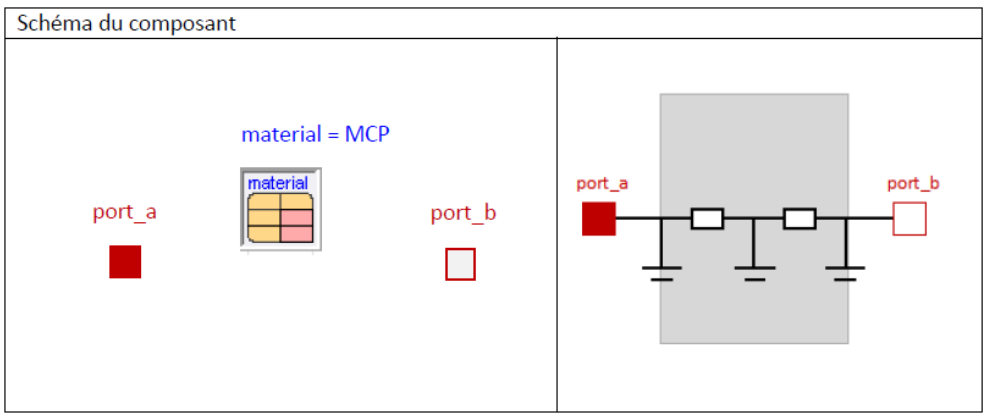 Schéma du composant
material = MCP
material
port_a
port_b
port_a
port_b